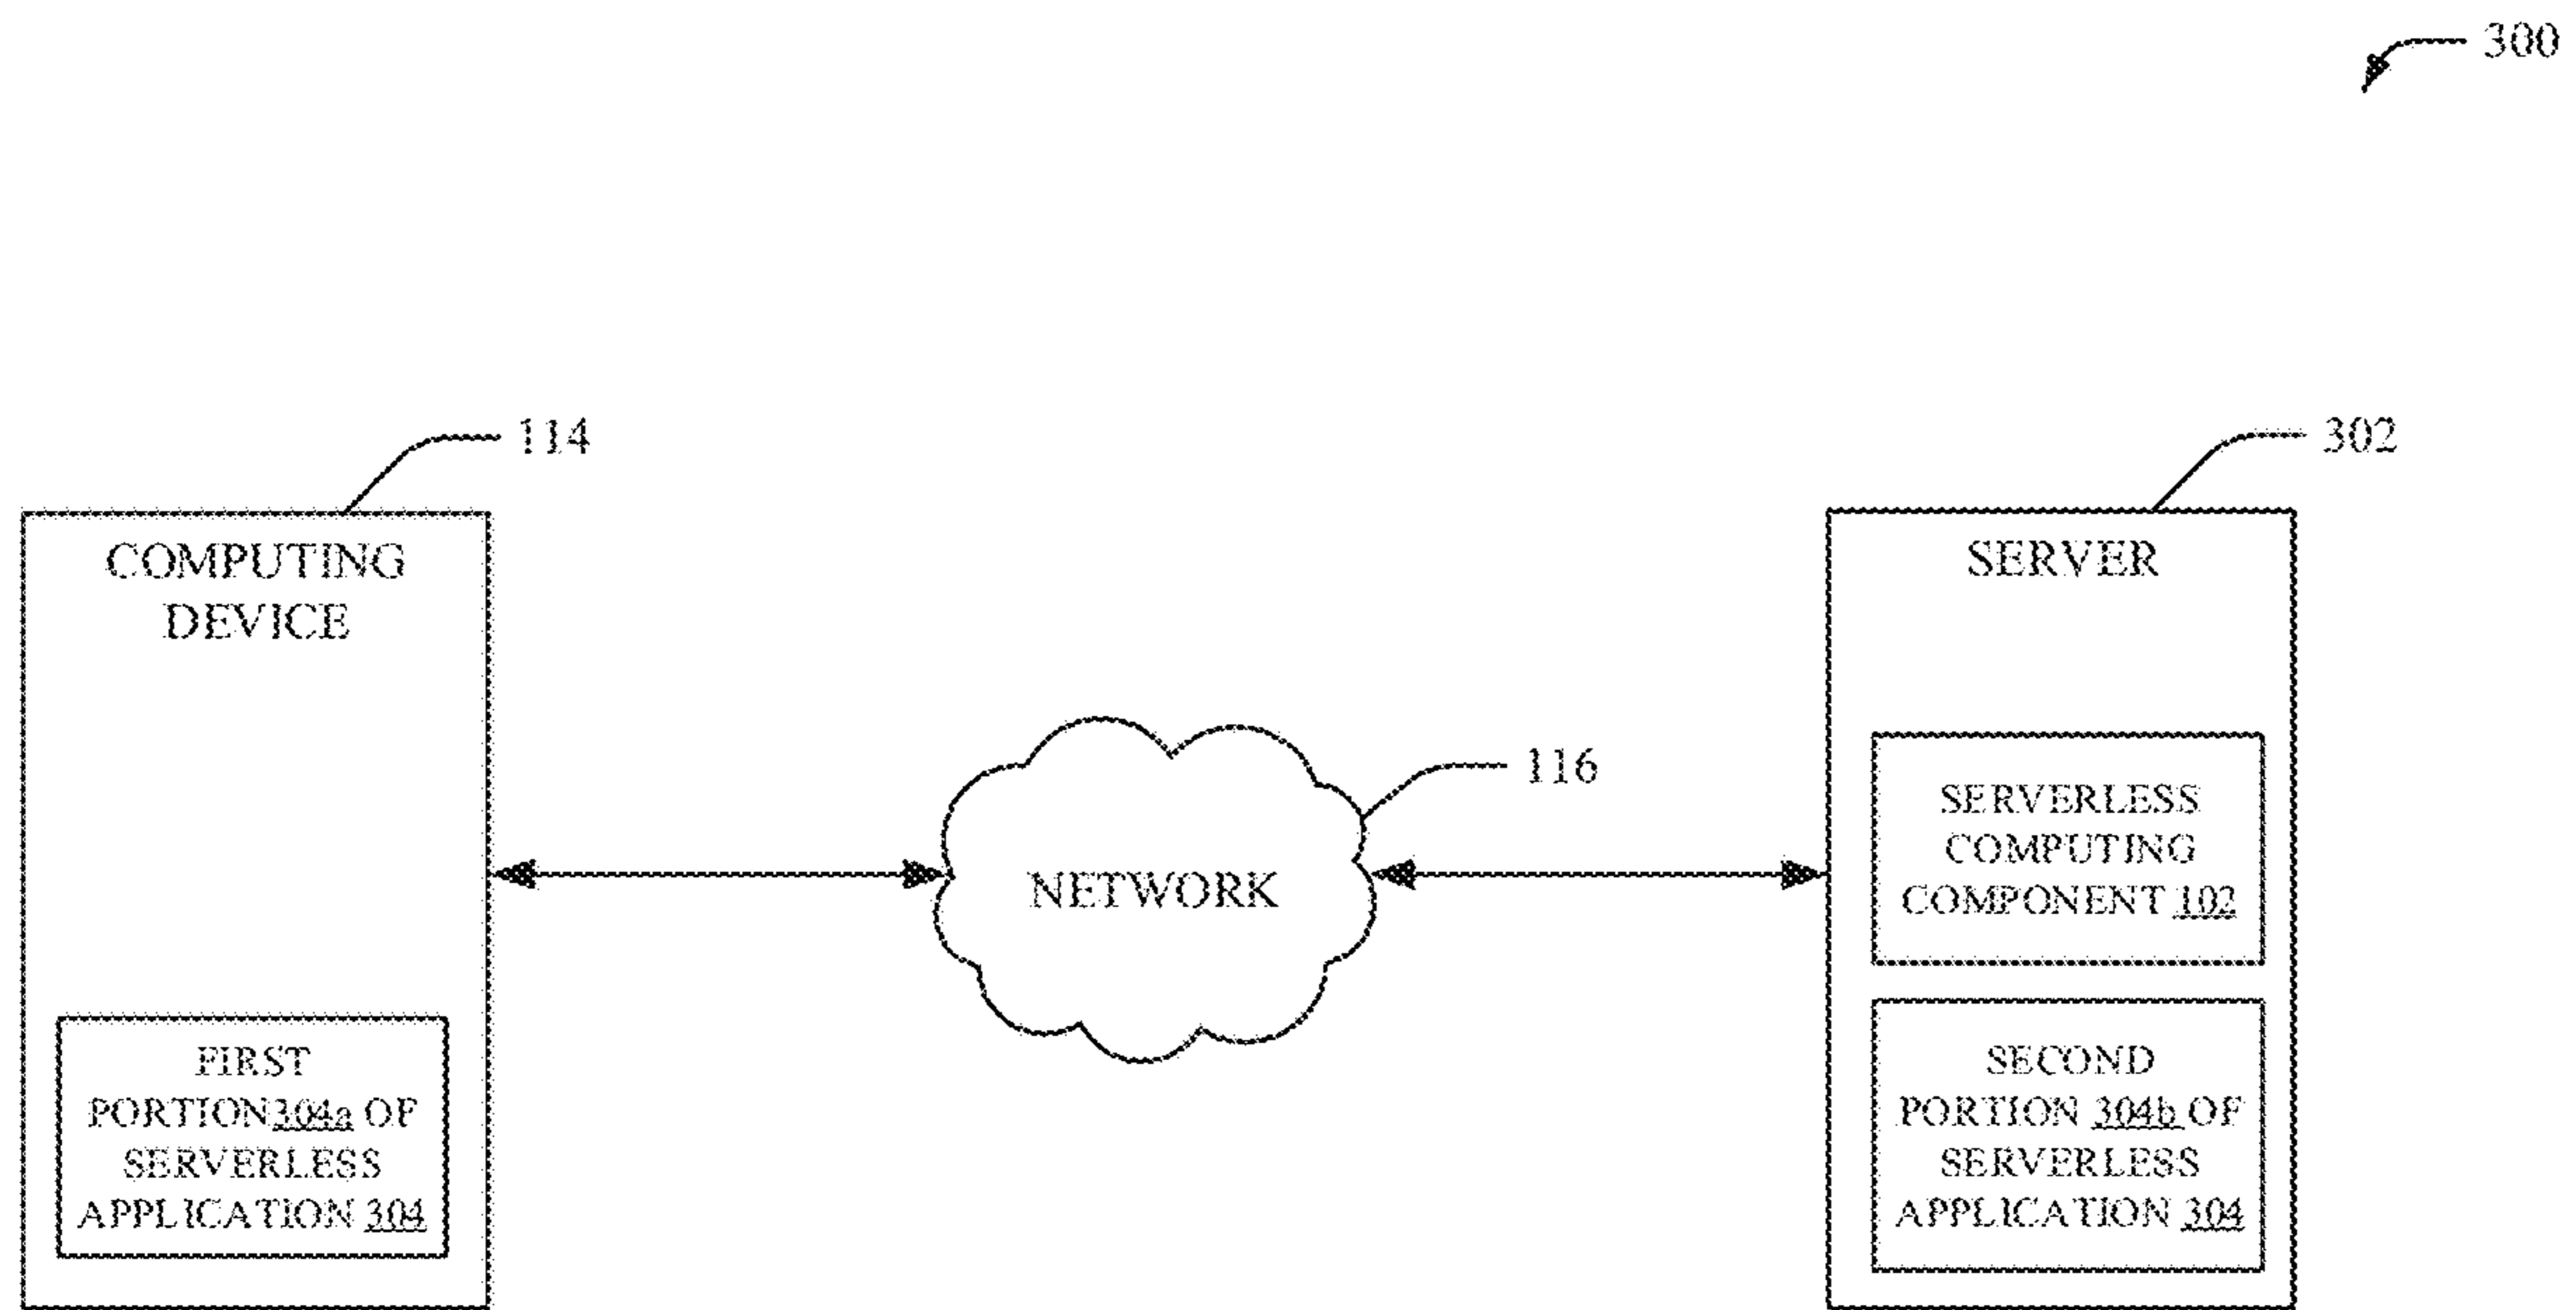 300
114
COMPUTING
DEVICE
FIRST
PORTION304a OF
SERVERLESS
APPLICATION 304
116
NETWORK
302
SERVER
SERVERLESS
COMPUTING
COMPONENT 102
SECOND
PORTION 304b OF
SERVERLESS
APPLICATION 304